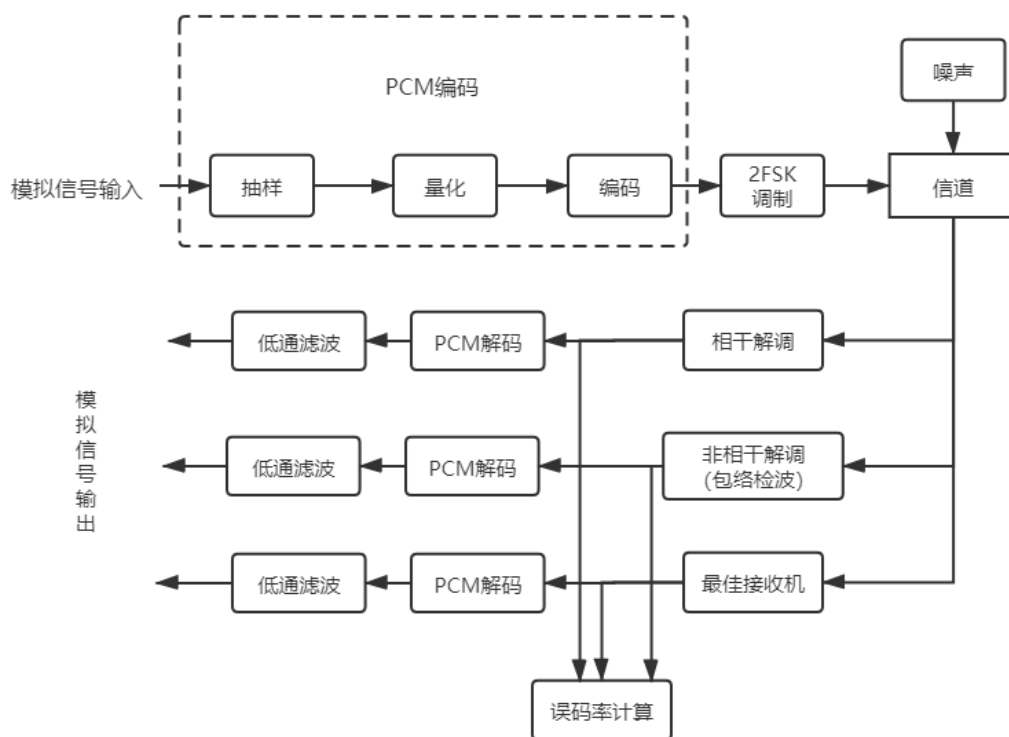 PCM编码
噪声
模拟信号输入
抽样
量化
编码
2FSK
调制
信道
低通滤波
PCM解码
相干解调
模
拟
信
号
输
出
低通滤波
PCM解码
非相干解调
(包络检波)
低通滤波
PCM解码
最佳接收机
误码率计算